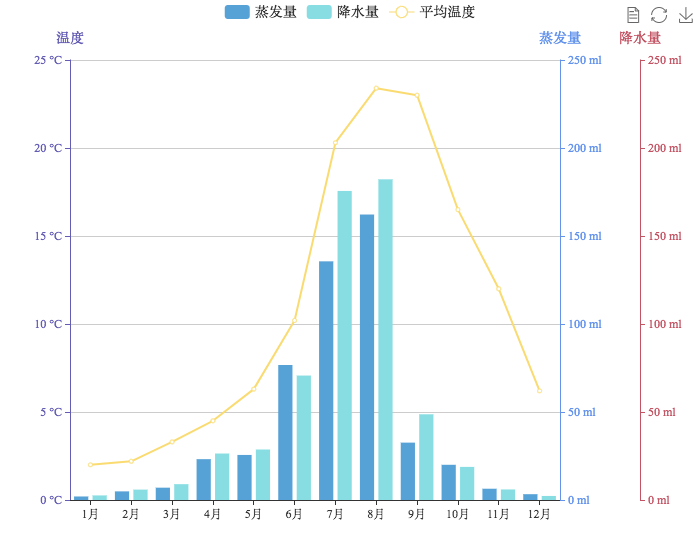 蒸发量 降水量 平均温度
温度 蒸发量 降水量
25 °C 250 ml 250 ml
20 °C 200 ml 200 ml
15 °C 150 ml 150 ml
10 °C 100 ml 100 ml
5 °C 50 ml 50 ml
0 °C 0 ml 0 ml
1月 2月 3月 4月 5月 6月 7月 8月 9月 10月 11月 12月